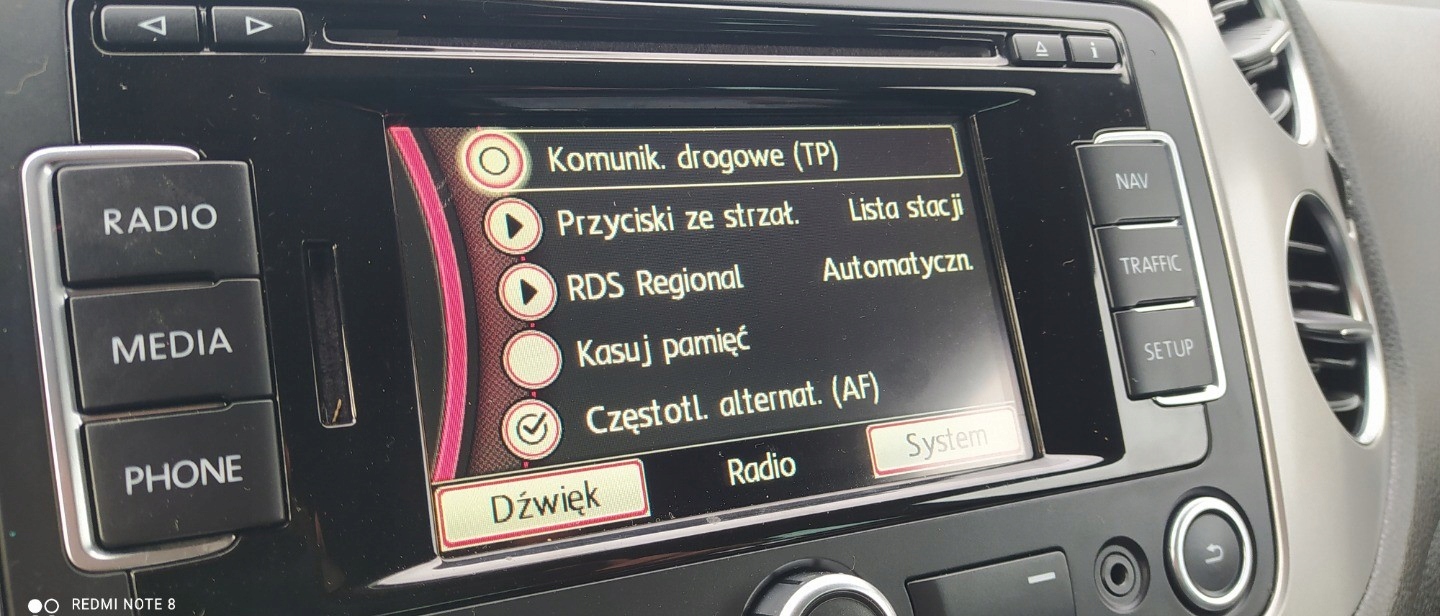 i
RADIO
MEDIA
PHONE
Komunik. drogowe (TP)
Przyciski ze strzał. Lista stacji
RDS Regional Automatyczn.
Kasuj pamięć
Częstotl. alternat. (AF)
Dźwięk Radio System
NAV
TRAFFIC
SETUP
REDMI NOTE 8